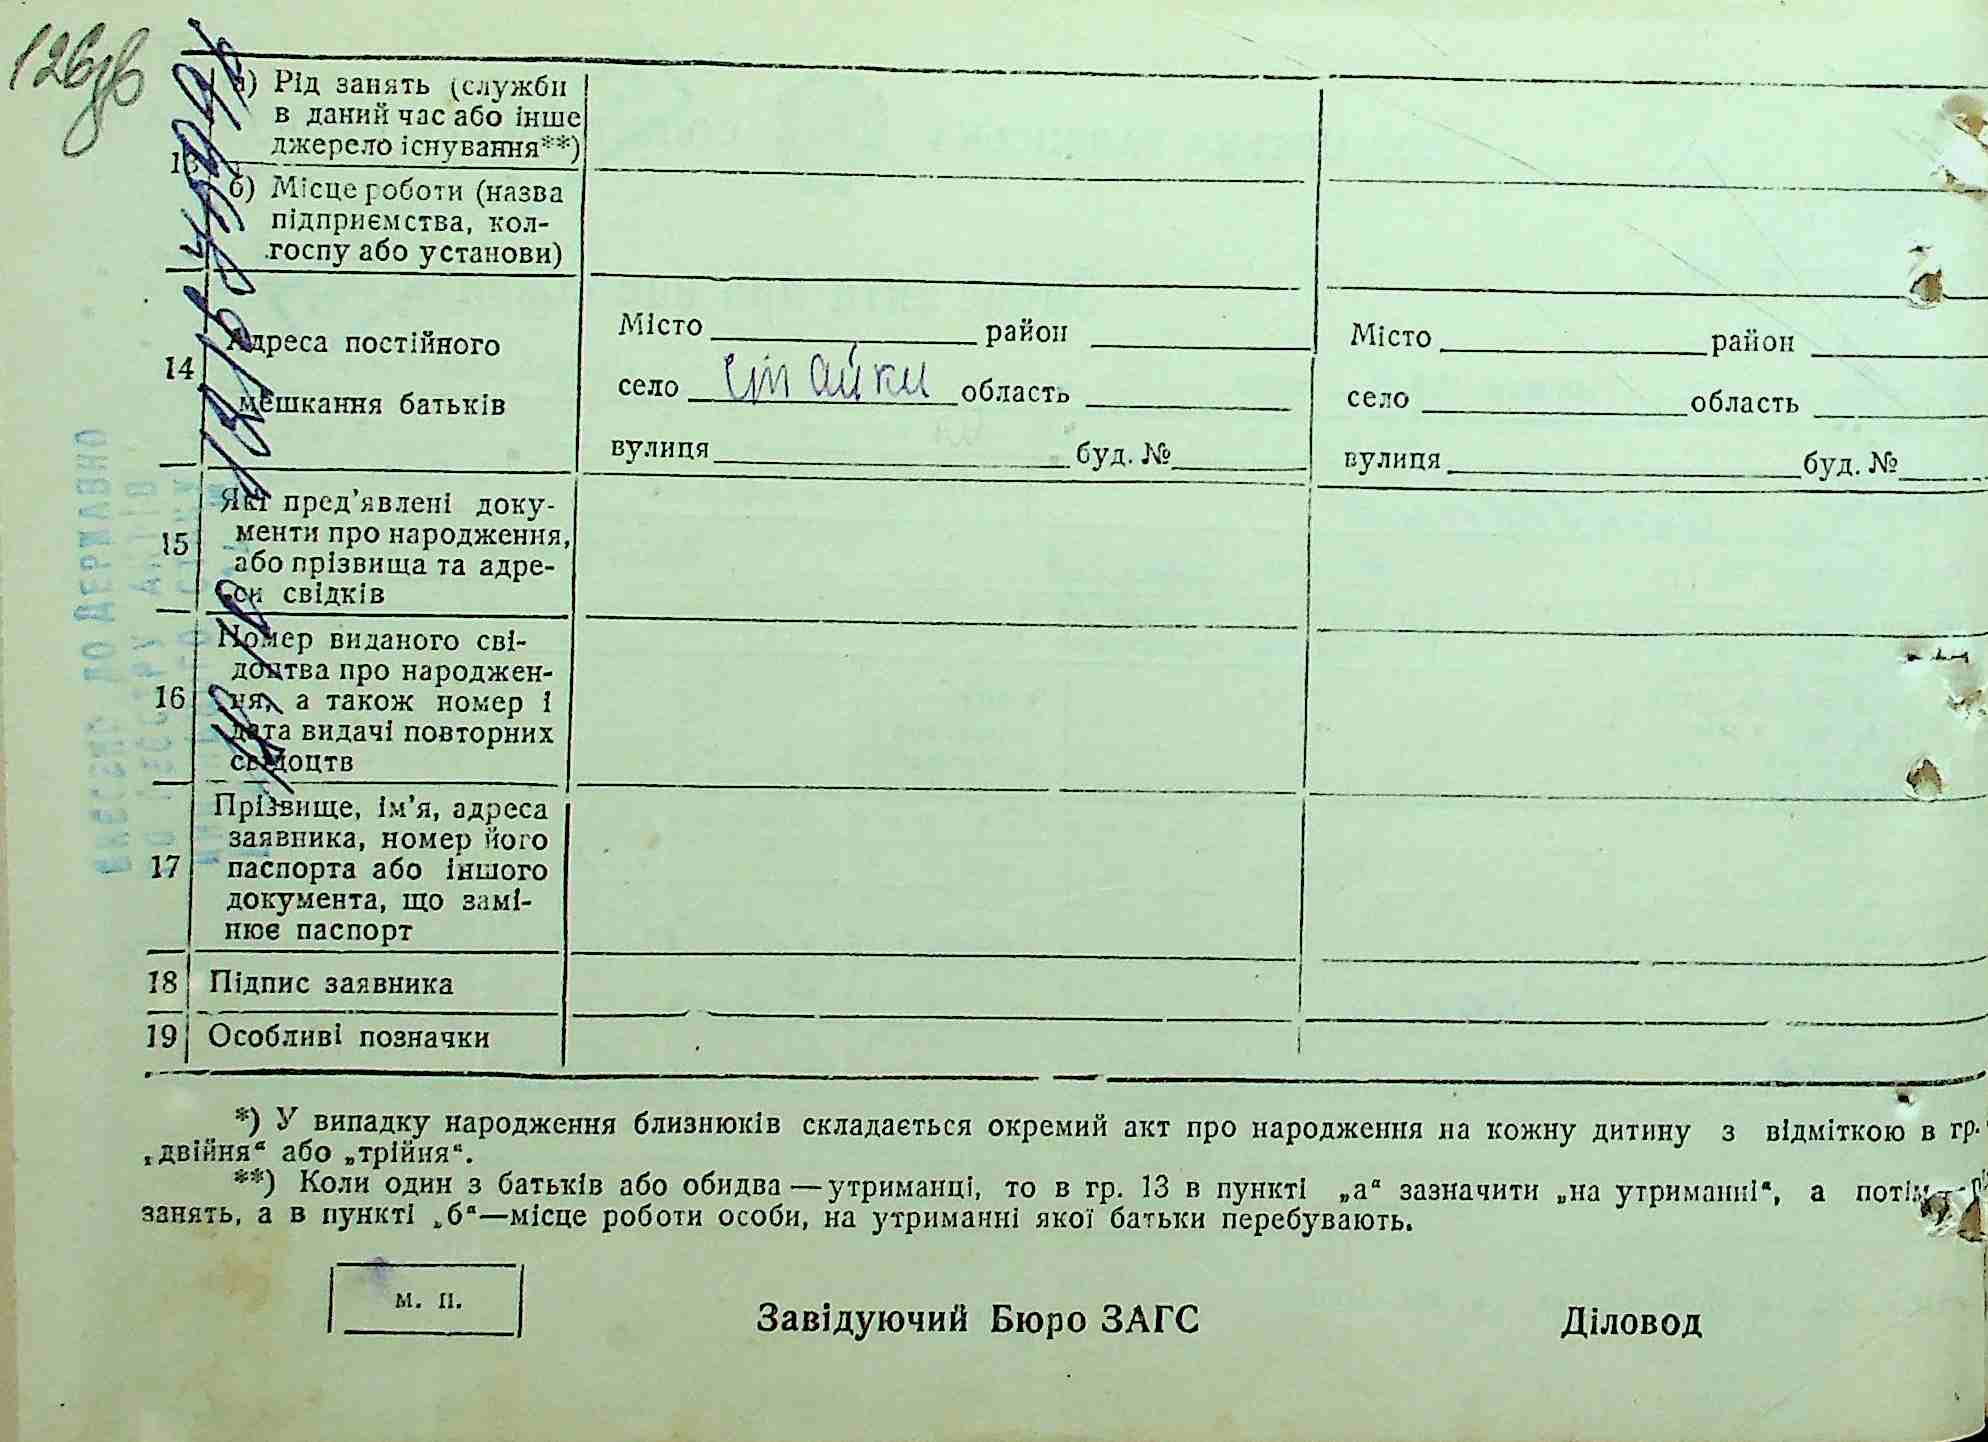 126зв
13
а) Рід занять (служби
в даний час або інше
джерело існування**)
б) Місце роботи (назва
підприємства, кол-
госпу або установи)
14
Адреса постійного
мешкання батьків
Місто район
село Стайки область
вулиця буд. №
Місто район
село область
вулиця буд. №
15
Які пред’явлені доку-
менти про народження,
або прізвища та адре-
си свідків
16
Номер виданого сві-
доцтва про народжен-
ня, а також номер і
дата видачі повторних
свідоцтв
17
Прізвище, ім’я, адреса
заявника, номер його
паспорта або іншого
документа, що замі-
нює паспорт
18 Підпис заявника
19 Особливі позначки
*) У випадку народження близнюків складається окремий акт про народження на кожну дитину з відміткою в гр.
„двійня“ або „трійня“.
**) Коли один з батьків або обидва — утриманці, то в гр. 13 в пункті „а“ зазначити „на утриманні“, а потім
занять, а в пункті „б“—місце роботи особи, на утриманні якої батьки перебувають.
м. п.
Завідуючий Бюро ЗАГС
Діловод
ВНЕСЕНО ДО ДЕРЖАВНО